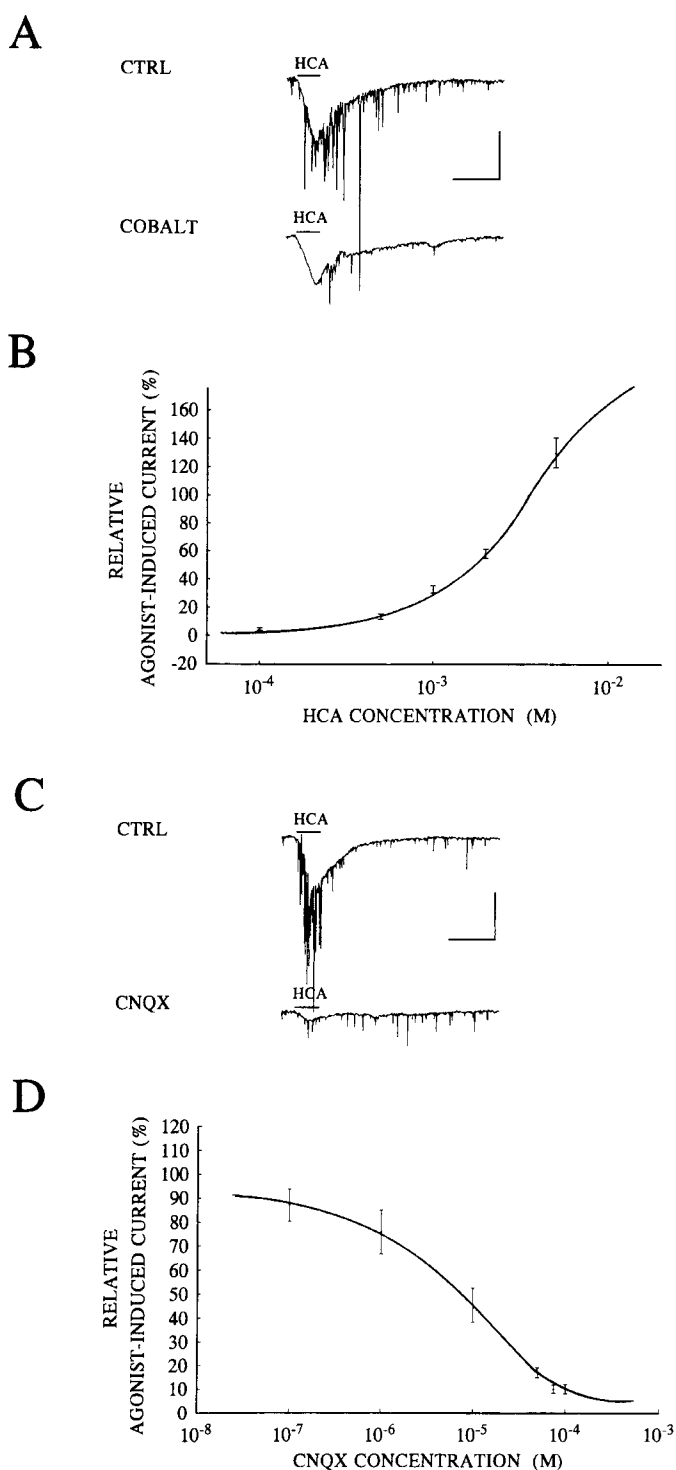 A
CTRL
HCA
COBALT
HCA
B
RELATIVE
AGONIST-INDUCED CURRENT (%)
160
140
120
100
80
60
40
20
0
-20
10⁻⁴
10⁻³
10⁻²
HCA CONCENTRATION (M)
C
CTRL
HCA
CNQX
HCA
D
RELATIVE
AGONIST-INDUCED CURRENT (%)
120
110
100
90
80
70
60
50
40
30
20
10
0
10⁻⁸
10⁻⁷
10⁻⁶
10⁻⁵
10⁻⁴
10⁻³
CNQX CONCENTRATION (M)